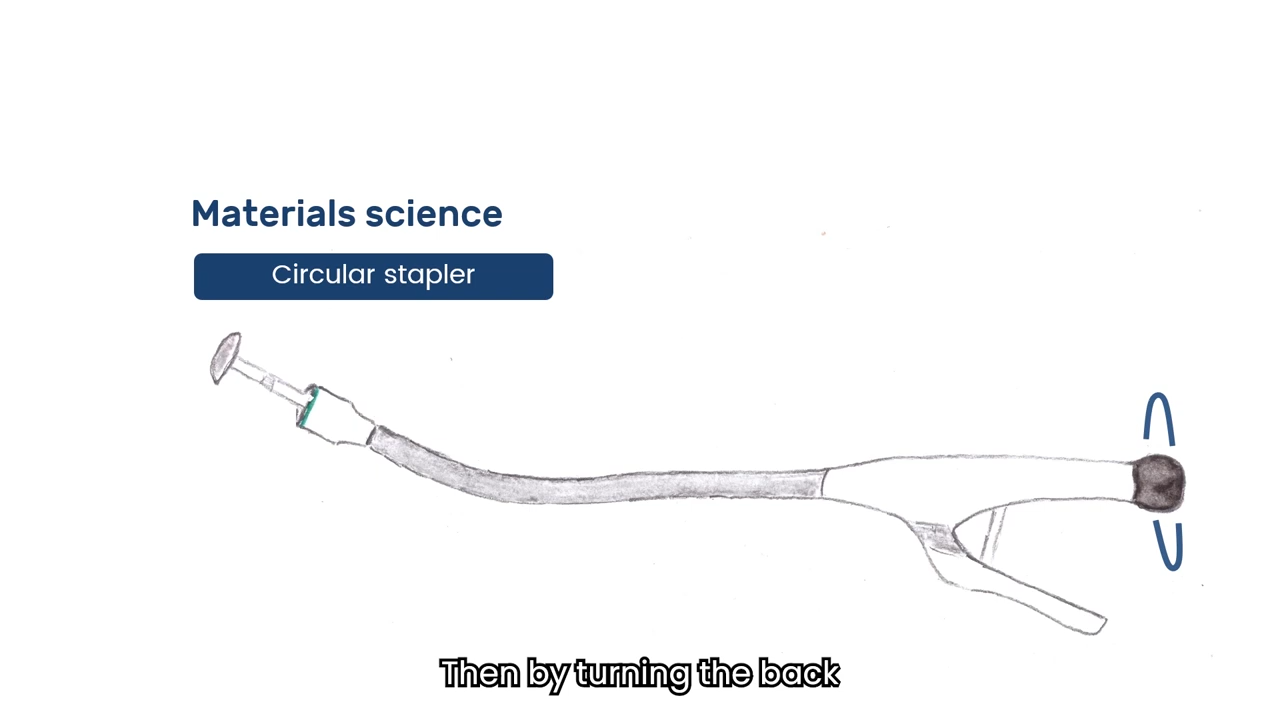 Materials science
Circular stapler
Then by turning the back